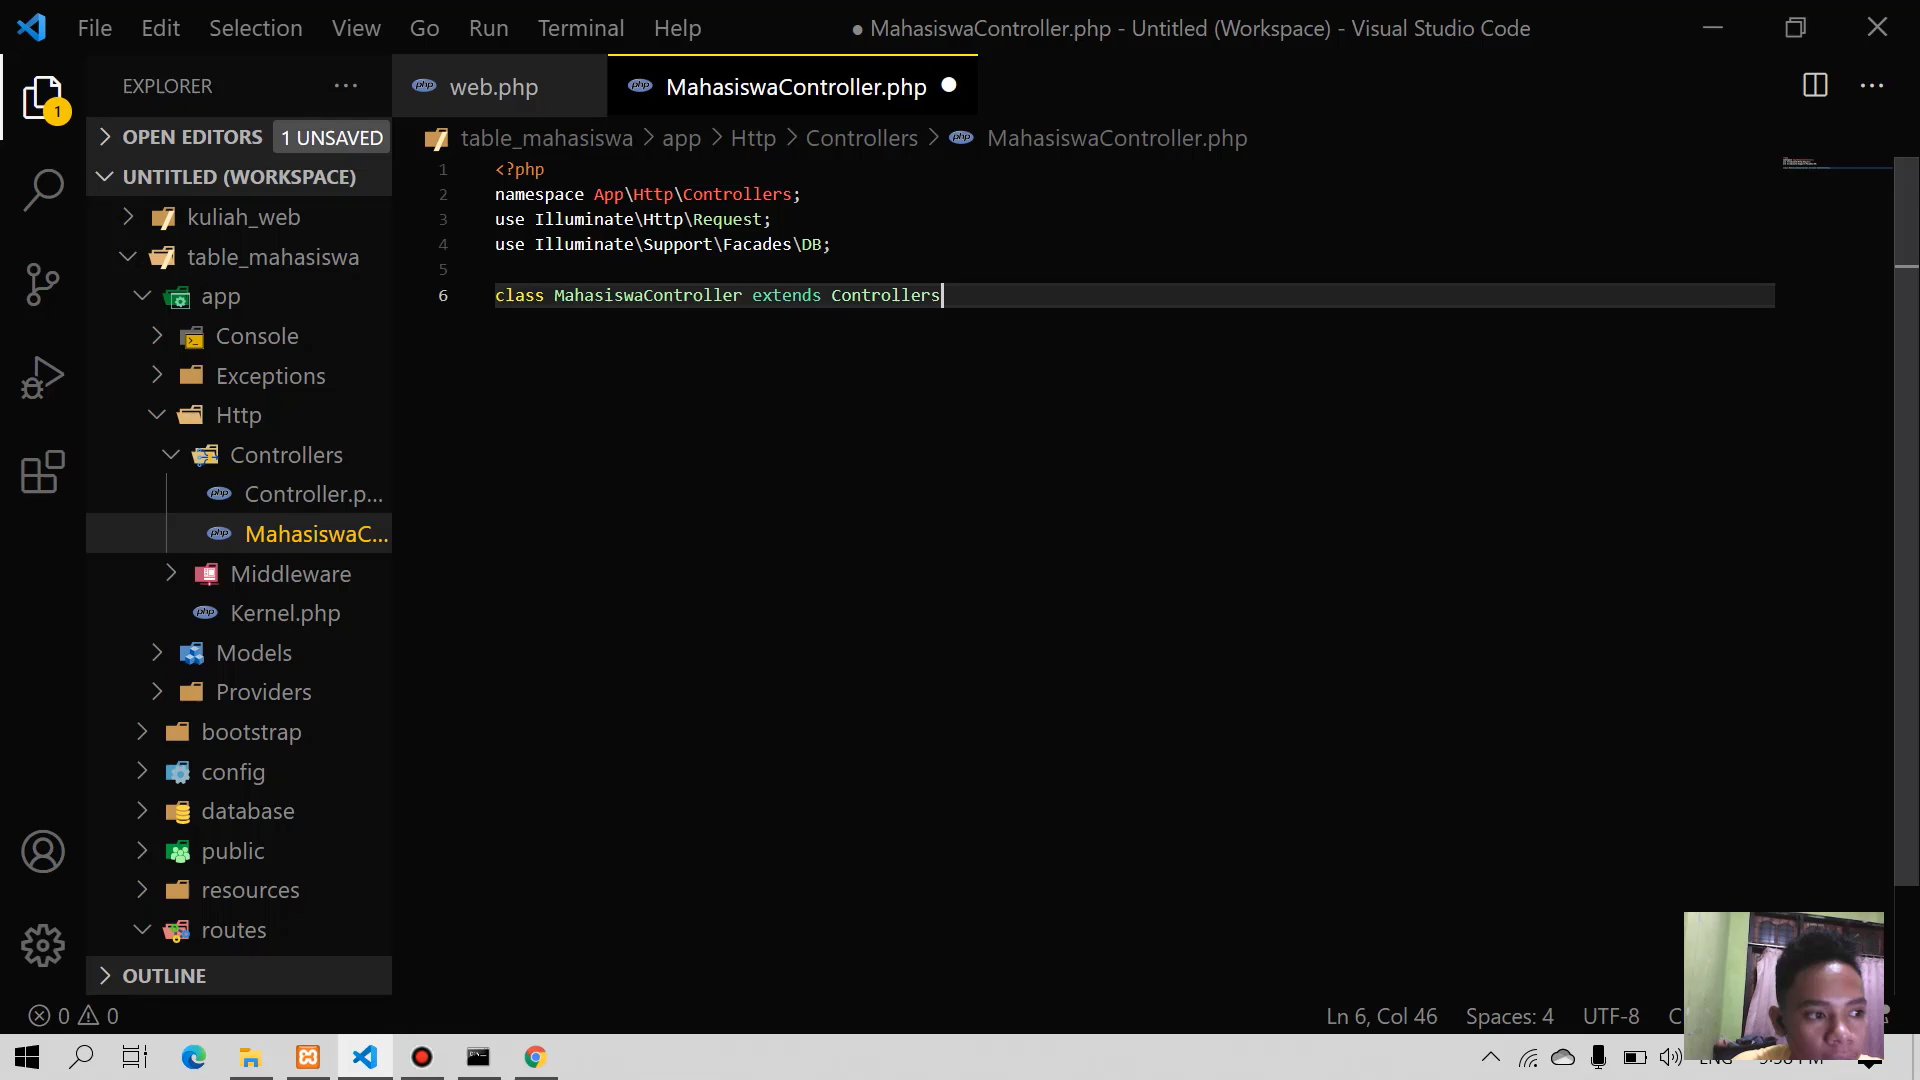 File Edit Selection View Go Run Terminal Help
● MahasiswaController.php - Untitled (Workspace) - Visual Studio Code
EXPLORER
web.php
MahasiswaController.php
OPEN EDITORS 1 UNSAVED
table_mahasiswa > app > Http > Controllers > MahasiswaController.php
UNTITLED (WORKSPACE)
kuliah_web
table_mahasiswa
app
Console
Exceptions
Http
Controllers
Controller.p...
MahasiswaC...
Middleware
Kernel.php
Models
Providers
bootstrap
config
database
public
resources
routes
OUTLINE
1 <?php
2 namespace App\Http\Controllers;
3 use Illuminate\Http\Request;
4 use Illuminate\Support\Facades\DB;
5
6 class MahasiswaController extends Controllers
0 0
Ln 6, Col 46 Spaces: 4 UTF-8